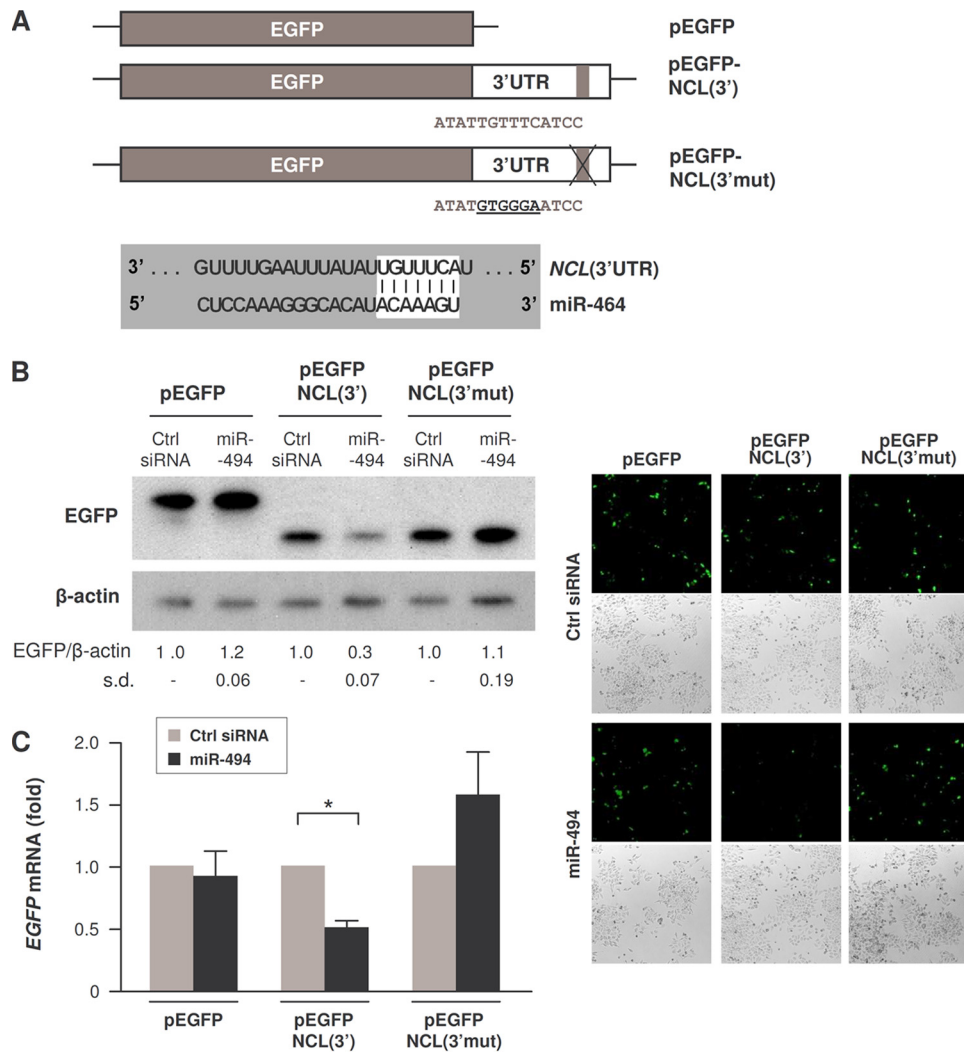 A
EGFP
pEGFP
EGFP 3'UTR
pEGFP-
NCL(3')
ATATTGTTTCATCC
EGFP 3'UTR
pEGFP-
NCL(3'mut)
ATATGTGGGAATCC
3' . . . GUUUUGAAUUUAUAUUGUUUCAU . . . 5' NCL(3'UTR)
5' CUCCAAAGGGCACAUACAAAGU 3' miR-464
B
pEGFP
pEGFP
NCL(3')
pEGFP
NCL(3'mut)
Ctrl
siRNA
miR-
-494
Ctrl
siRNA
miR-
-494
Ctrl
siRNA
miR-
-494
EGFP
β-actin
EGFP/β-actin 1.0 1.2 1.0 0.3 1.0 1.1
s.d. - 0.06 - 0.07 - 0.19
pEGFP
pEGFP
NCL(3')
pEGFP
NCL(3'mut)
Ctrl siRNA
miR-494
C
Ctrl siRNA
miR-494
EGFP mRNA (fold)
2.0
1.5
1.0
0.5
0
*
pEGFP
pEGFP
NCL(3')
pEGFP
NCL(3'mut)